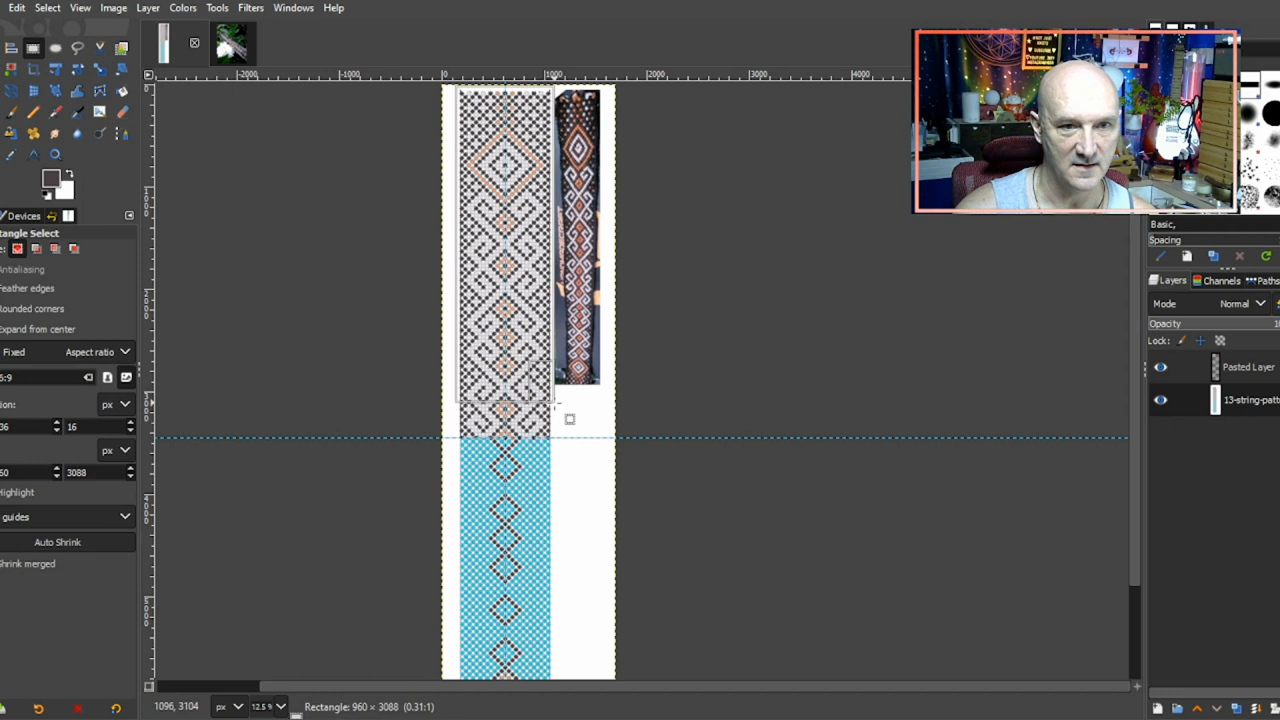 Edit Select View Image Layer Colors Tools Filters Windows Help
-2000 -1000 0 1000 2000 3000 4000
Devices
Basic,
tangle Select
Spacing
Antialiasing
Feather edges
Rounded corners
Expand from center
Layers Channels Paths
Mode Normal
Opacity
Lock:
Fixed Aspect ratio
Pasted Layer
13-string-patt
px
36 16
px
3088
Highlight
guides
Auto Shrink
Shrink merged
1096, 3104 px 12.5 % Rectangle: 960 × 3088 (0.31:1)